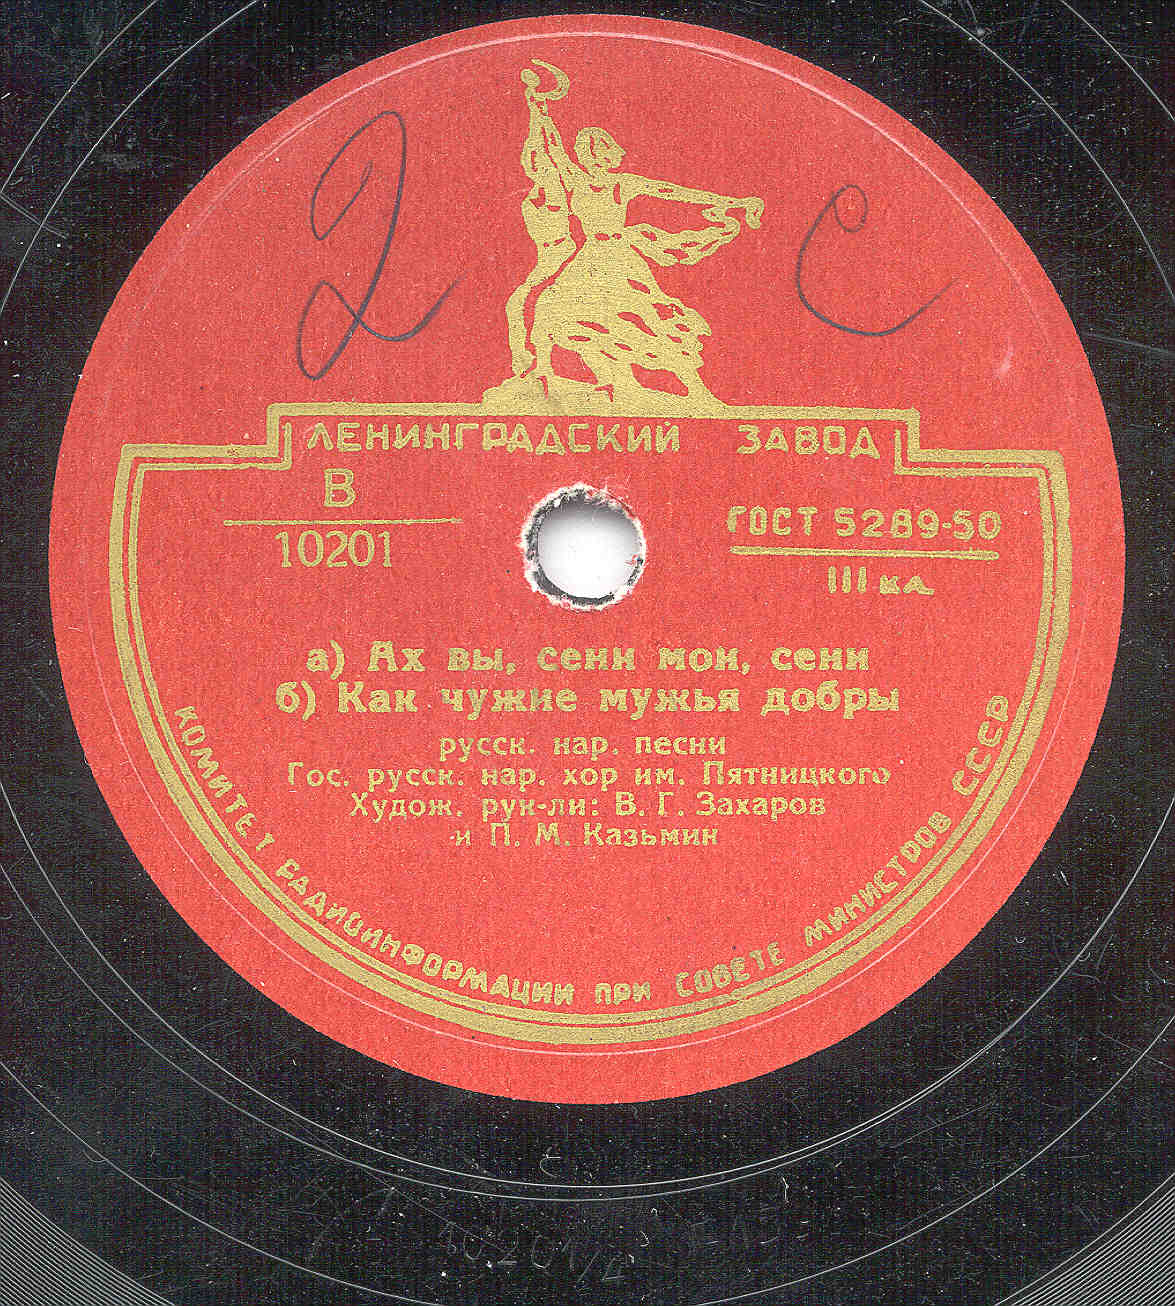 2 С
ЛЕНИНГРАДСКИЙ ЗАВОД
В
10201
ГОСТ 5289-50
III кл
а) Ах вы, сени мои, сени
б) Как чужие мужья добры
русск. нар. песни
Гос. русск. нар. хор им. Пятницкого
Худож. рук-ли: В. Г. Захаров
и П. М. Казьмин
КОМИТЕТ РАДИОИНФОРМАЦИИ ПРИ СОВЕТЕ МИНИСТРОВ СССР